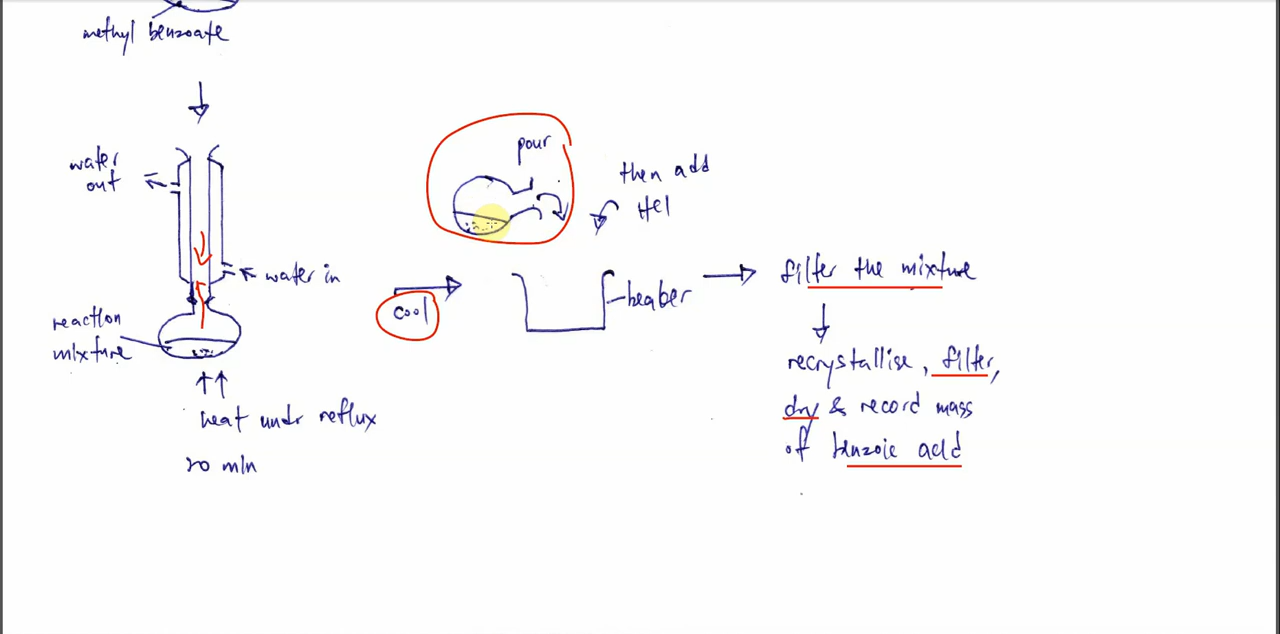 methyl benzoate
water
out
water in
reaction
mixture
heat under reflux
20 min
cool
pour
then add
HCl
beaker
filter the mixture
recrystallise, filter,
dry & record mass
of benzoic acid